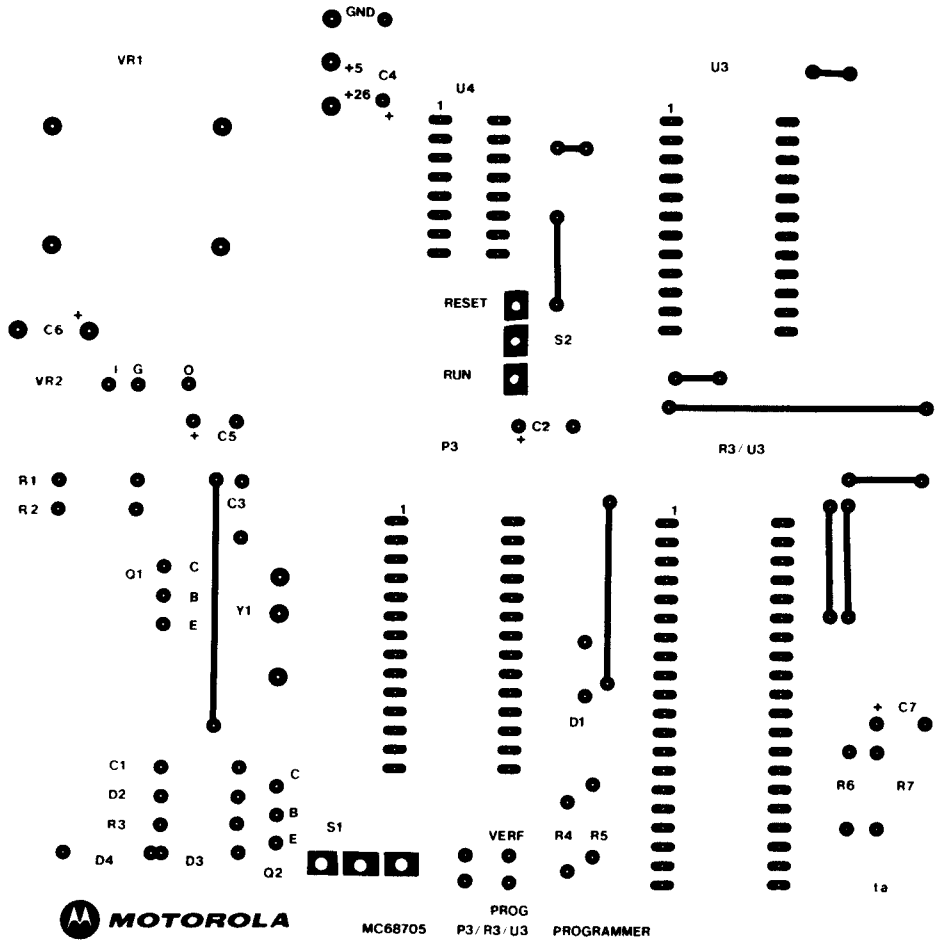 GND
VR1
+5
C4
U3
+26
U4
+
1
1
RESET
+
C6
S2
RUN
I G O
VR2
C2
+
+ C5
P3
R3/U3
R1
C3
R2
1
1
Q1
C
B
Y1
E
+ C7
D1
C1
C
D2
R6
R7
B
R3
S1
VERF
R4
R5
E
D4
D3
Q2
ta
PROG
MOTOROLA
MC68705 P3/R3/U3 PROGRAMMER